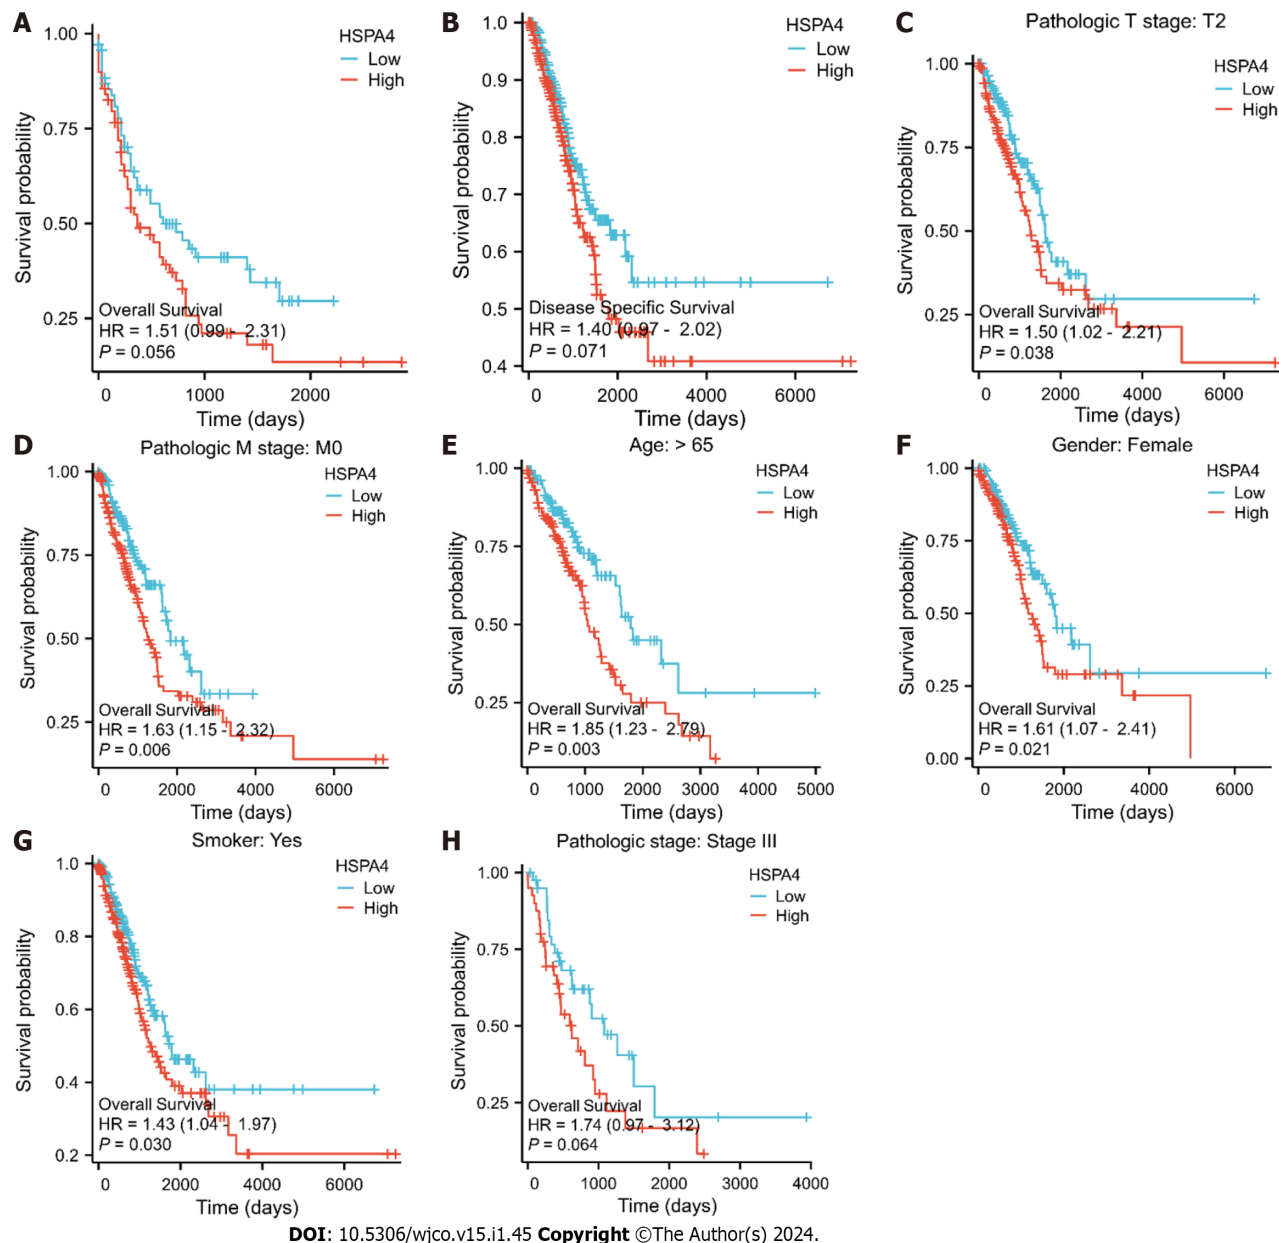 A
HSPA4
Low
High
1.00
0.75
0.50
0.25
Survival probability
Overall Survival
HR = 1.51 (0.99 - 2.31)
P = 0.056
0 1000 2000
Time (days)
B
HSPA4
Low
High
1.0
0.9
0.8
0.7
0.6
0.5
0.4
Survival probability
Disease Specific Survival
HR = 1.40 (0.97 - 2.02)
P = 0.071
0 2000 4000 6000
Time (days)
C
Pathologic T stage: T2
HSPA4
Low
High
1.00
0.75
0.50
0.25
Survival probability
Overall Survival
HR = 1.50 (1.02 - 2.21)
P = 0.038
0 2000 4000 6000
Time (days)
D
Pathologic M stage: M0
HSPA4
Low
High
1.00
0.75
0.50
0.25
Survival probability
Overall Survival
HR = 1.63 (1.15 - 2.32)
P = 0.006
0 2000 4000 6000
Time (days)
E
Age: > 65
HSPA4
Low
High
1.00
0.75
0.50
0.25
Survival probability
Overall Survival
HR = 1.85 (1.23 - 2.79)
P = 0.003
0 1000 2000 3000 4000 5000
Time (days)
F
Gender: Female
HSPA4
Low
High
1.00
0.75
0.50
0.25
0.00
Survival probability
Overall Survival
HR = 1.61 (1.07 - 2.41)
P = 0.021
0 2000 4000 6000
Time (days)
G
Smoker: Yes
HSPA4
Low
High
1.0
0.8
0.6
0.4
0.2
Survival probability
Overall Survival
HR = 1.43 (1.04 - 1.97)
P = 0.030
0 2000 4000 6000
Time (days)
H
Pathologic stage: Stage III
HSPA4
Low
High
1.00
0.75
0.50
0.25
Survival probability
Overall Survival
HR = 1.74 (0.97 - 3.12)
P = 0.064
0 1000 2000 3000 4000
Time (days)
DOI: 10.5306/wjco.v15.i1.45 Copyright ©The Author(s) 2024.